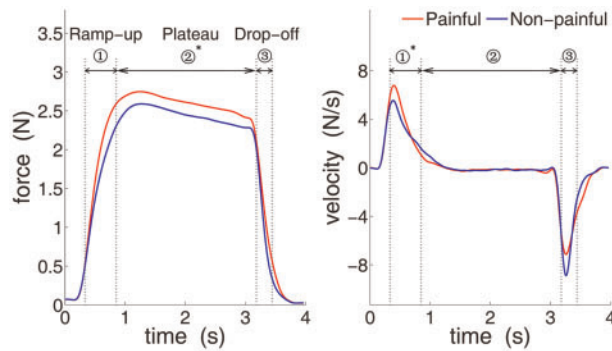 Ramp-up Plateau Drop-off
① ②* ③
3.5
3
2.5
2
1.5
1
0.5
0
force (N)
0 1 2 3 4
time (s)
Painful Non-painful
①* ② ③
8
4
0
-4
-8
velocity (N/s)
0 1 2 3 4
time (s)